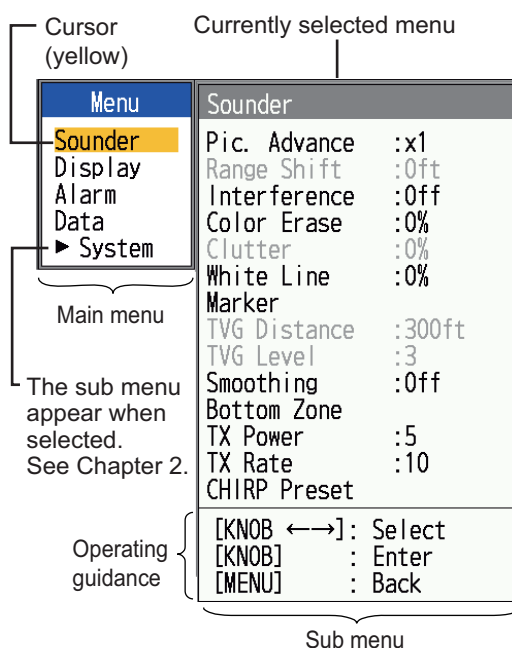 Cursor
(yellow)
Currently selected menu
Menu
Sounder
Display
Alarm
Data
► System
Main menu
The sub menu
appear when
selected.
See Chapter 2.
Sounder
Pic. Advance :x1
Range Shift :0ft
Interference :Off
Color Erase :0%
Clutter :0%
White Line :0%
Marker
TVG Distance :300ft
TVG Level :3
Smoothing :Off
Bottom Zone
TX Power :5
TX Rate :10
CHIRP Preset
Operating
guidance
[KNOB ←→]: Select
[KNOB] : Enter
[MENU] : Back
Sub menu